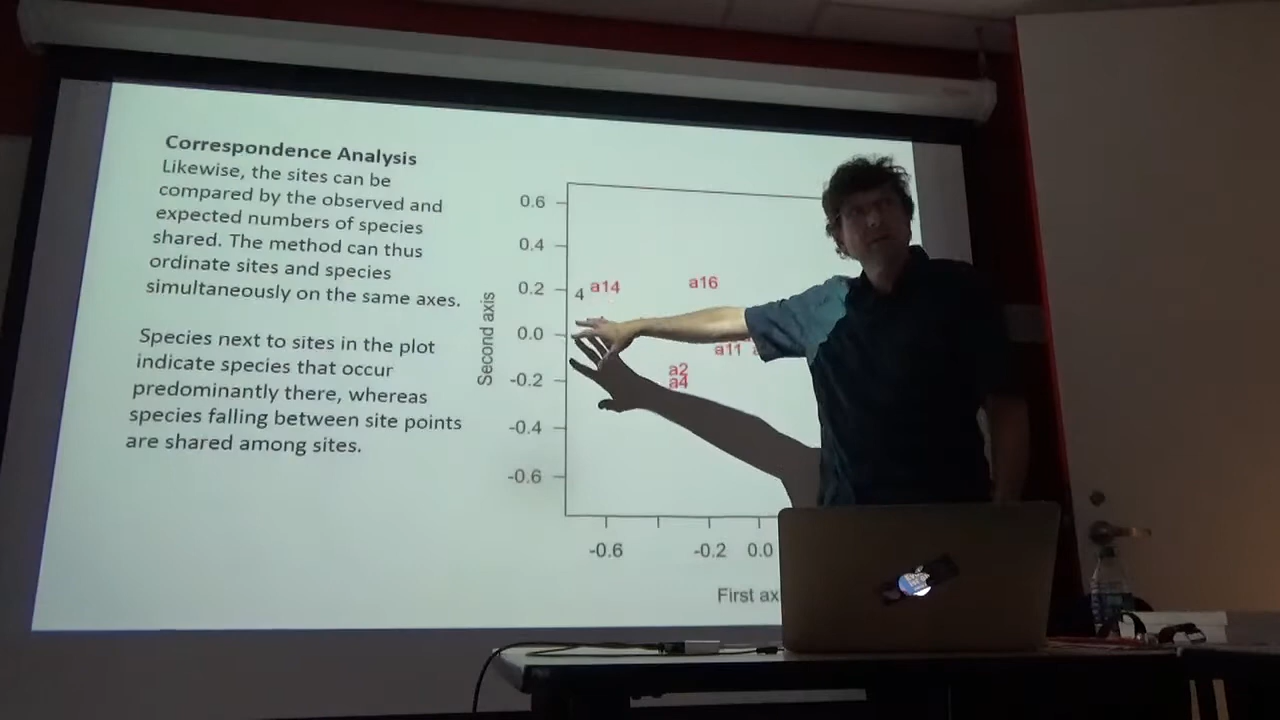 Correspondence Analysis
Likewise, the sites can be
compared by the observed and
expected numbers of species
shared. The method can thus
ordinate sites and species
simultaneously on the same axes.
Species next to sites in the plot
indicate species that occur
predominantly there, whereas
species falling between site points
are shared among sites.
Second axis
0.6
0.4
0.2
0.0
-0.2
-0.4
-0.6
4 a14 a16
a11
a2
a4
-0.6 -0.2 0.0
First